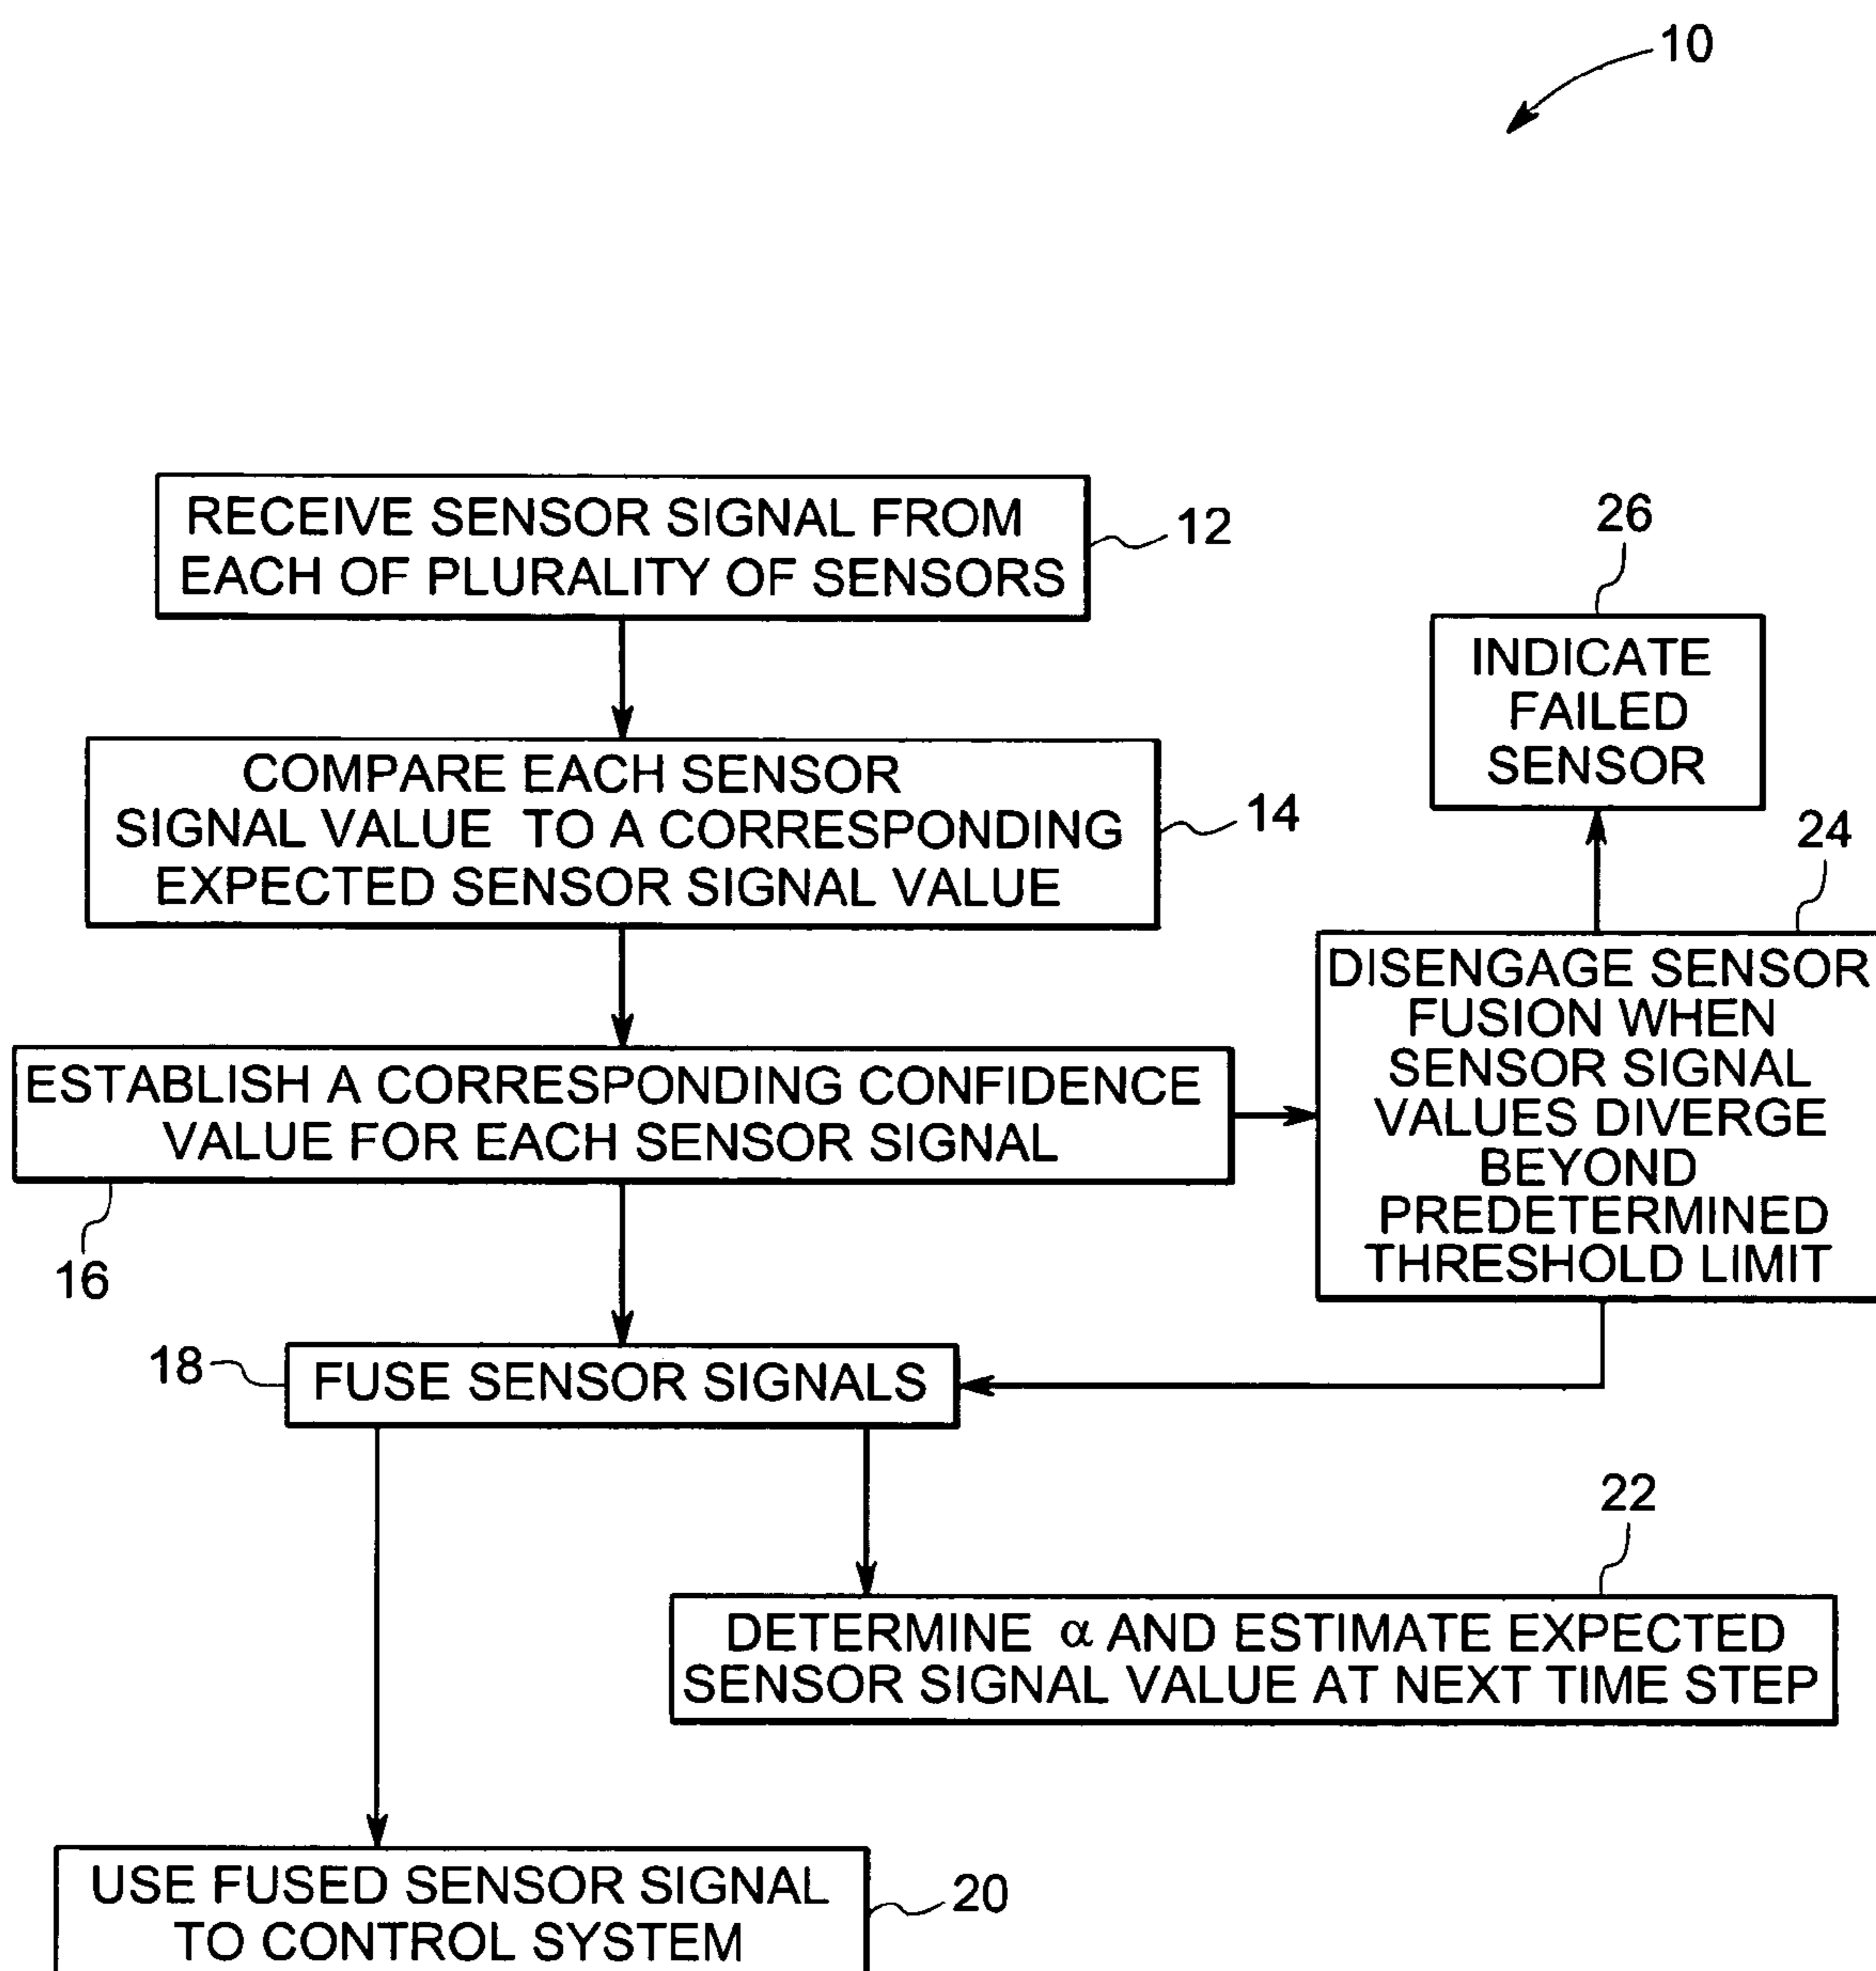 10
RECEIVE SENSOR SIGNAL FROM
EACH OF PLURALITY OF SENSORS
12
COMPARE EACH SENSOR
SIGNAL VALUE TO A CORRESPONDING
EXPECTED SENSOR SIGNAL VALUE
14
26
INDICATE
FAILED
SENSOR
24
DISENGAGE SENSOR
FUSION WHEN
SENSOR SIGNAL
VALUES DIVERGE
BEYOND
PREDETERMINED
THRESHOLD LIMIT
ESTABLISH A CORRESPONDING CONFIDENCE
VALUE FOR EACH SENSOR SIGNAL
16
18
FUSE SENSOR SIGNALS
22
DETERMINE α AND ESTIMATE EXPECTED
SENSOR SIGNAL VALUE AT NEXT TIME STEP
USE FUSED SENSOR SIGNAL
TO CONTROL SYSTEM
20